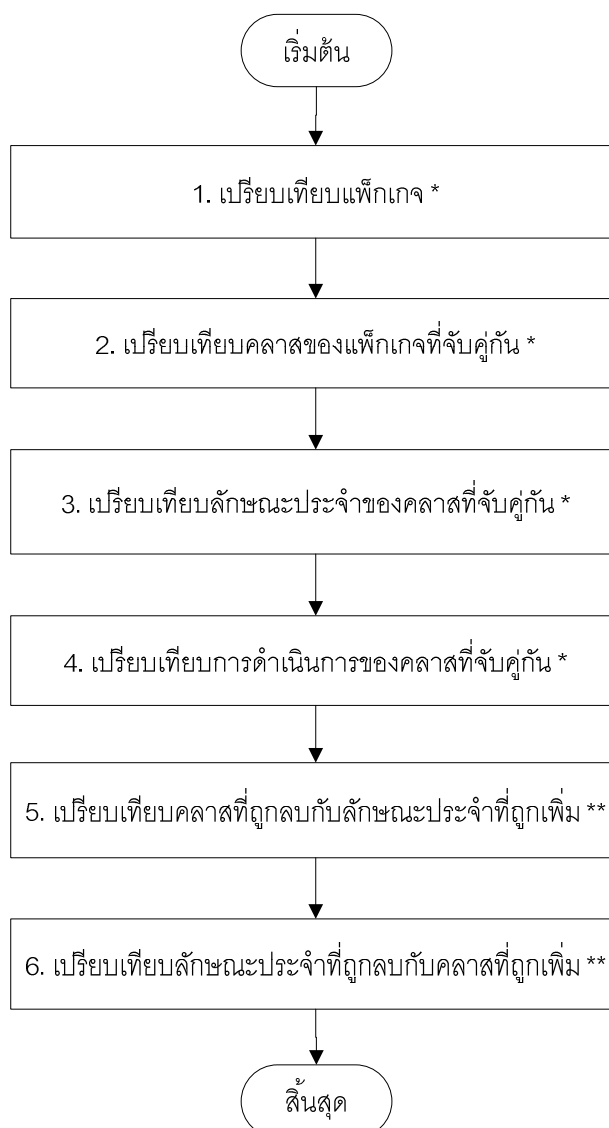 เริ่มต้น
1. เปรียบเทียบแพ็กเกจ *
2. เปรียบเทียบคลาสของแพ็กเกจที่จับคู่กัน *
3. เปรียบเทียบลักษณะประจำของคลาสที่จับคู่กัน *
4. เปรียบเทียบการดำเนินการของคลาสที่จับคู่กัน *
5. เปรียบเทียบคลาสที่ถูกลบกับลักษณะประจำที่ถูกเพิ่ม **
6. เปรียบเทียบลักษณะประจำที่ถูกลบกับคลาสที่ถูกเพิ่ม **
สิ้นสุด